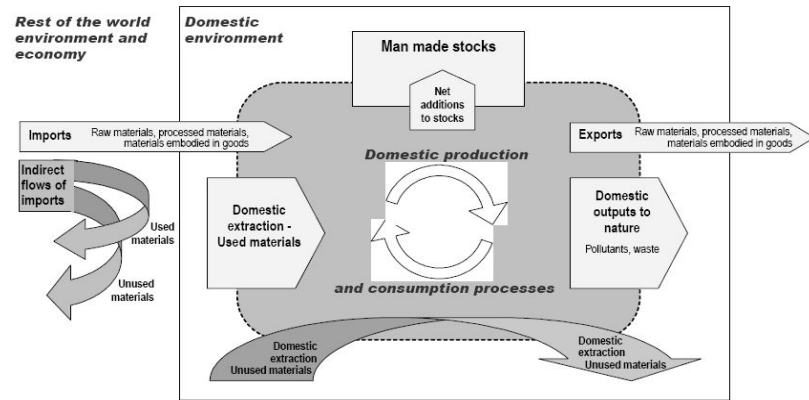 Rest of the world
environment and
economy
Domestic
environment
Man made stocks
Net
additions
to stocks
Imports
Raw materials, processed materials,
materials embodied in goods
Exports
Raw materials, processed materials,
materials embodied in goods
Indirect
flows of
imports
Used
materials
Unused
materials
Domestic production
Domestic
extraction -
Used materials
Domestic
outputs to
nature
Pollutants, waste
and consumption processes
Domestic
extraction
Unused materials
Domestic
extraction
Unused materials